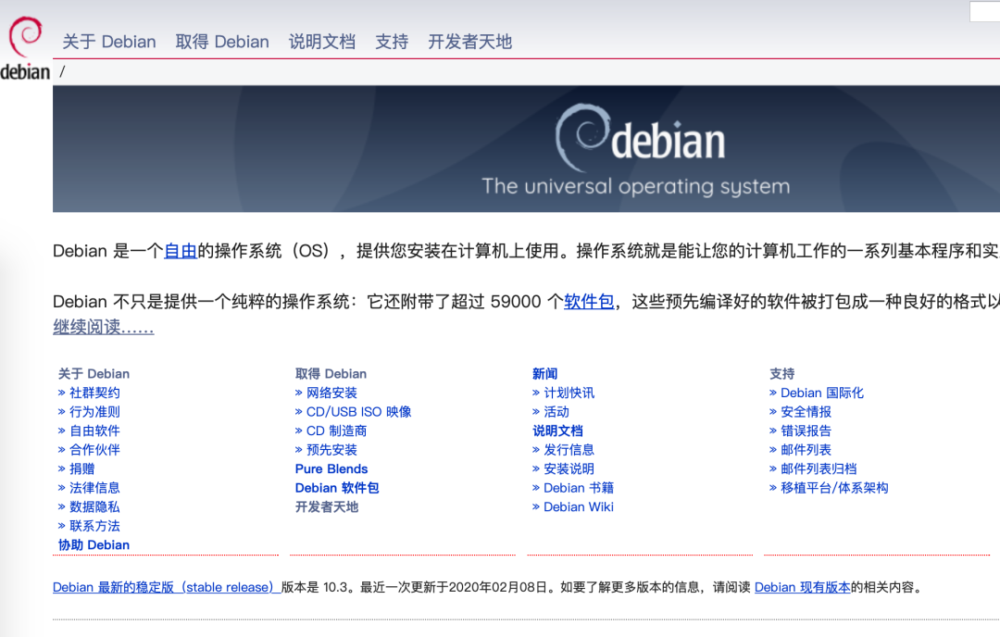 关于 Debian 取得 Debian 说明文档 支持 开发者天地
debian /
debian
The universal operating system
Debian 是一个自由的操作系统（OS），提供您安装在计算机上使用。操作系统就是能让您的计算机工作的一系列基本程序和实
Debian 不只是提供一个纯粹的操作系统：它还附带了超过 59000 个软件包，这些预先编译好的软件被打包成一种良好的格式以
继续阅读……
关于 Debian
» 社群契约
» 行为准则
» 自由软件
» 合作伙伴
» 捐赠
» 法律信息
» 数据隐私
» 联系方法
协助 Debian
取得 Debian
» 网络安装
» CD/USB ISO 映像
» CD 制造商
» 预先安装
Pure Blends
Debian 软件包
开发者天地
新闻
» 计划快讯
» 活动
说明文档
» 发行信息
» 安装说明
» Debian 书籍
» Debian Wiki
支持
» Debian 国际化
» 安全情报
» 错误报告
» 邮件列表
» 邮件列表归档
» 移植平台/体系架构
Debian 最新的稳定版（stable release）版本是 10.3。最近一次更新于2020年02月08日。如要了解更多版本的信息，请阅读 Debian 现有版本的相关内容。